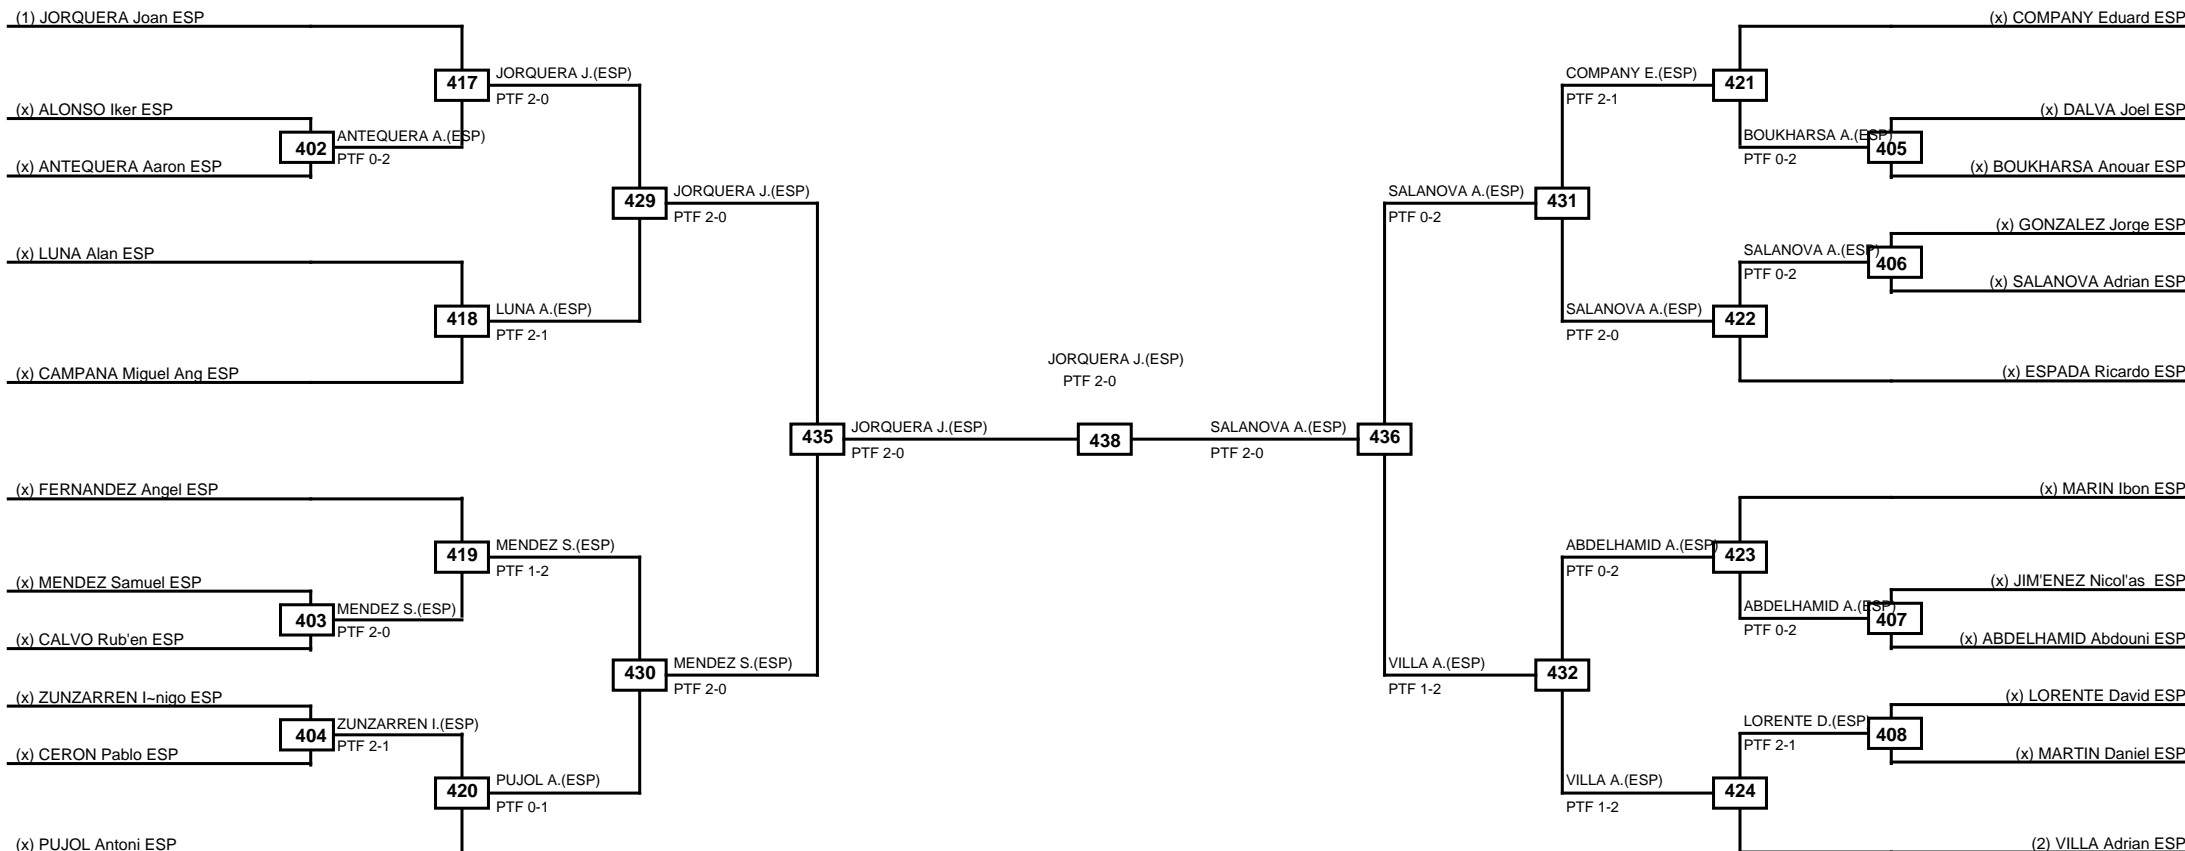 (1) JORQUERA Joan ESP
(x) ALONSO Iker ESP
(x) ANTEQUERA Aaron ESP
(x) LUNA Alan ESP
(x) CAMPANA Miguel Ang ESP
(x) FERNANDEZ Angel ESP
(x) MENDEZ Samuel ESP
(x) CALVO Rub'en ESP
(x) ZUNZARREN I~nigo ESP
(x) CERON Pablo ESP
(x) PUJOL Antoni ESP
402
ANTEQUERA A.(ESP)
PTF 0-2
403
MENDEZ S.(ESP)
PTF 2-0
404
ZUNZARREN I.(ESP)
PTF 2-1
417
JORQUERA J.(ESP)
PTF 2-0
418
LUNA A.(ESP)
PTF 2-1
419
MENDEZ S.(ESP)
PTF 1-2
420
PUJOL A.(ESP)
PTF 0-1
429
JORQUERA J.(ESP)
PTF 2-0
430
MENDEZ S.(ESP)
PTF 2-0
435
JORQUERA J.(ESP)
PTF 2-0
JORQUERA J.(ESP)
PTF 2-0
438
SALANOVA A.(ESP)
PTF 2-0
436
SALANOVA A.(ESP)
PTF 0-2
431
VILLA A.(ESP)
PTF 1-2
432
COMPANY E.(ESP)
PTF 2-1
421
SALANOVA A.(ESP)
PTF 2-0
422
ABDELHAMID A.(ESP)
PTF 0-2
423
VILLA A.(ESP)
PTF 1-2
424
BOUKHARSA A.(ESP)
PTF 0-2
405
SALANOVA A.(ESP)
PTF 0-2
406
ABDELHAMID A.(ESP)
PTF 0-2
407
LORENTE D.(ESP)
PTF 2-1
408
(x) COMPANY Eduard ESP
(x) DALVA Joel ESP
(x) BOUKHARSA Anouar ESP
(x) GONZALEZ Jorge ESP
(x) SALANOVA Adrian ESP
(x) ESPADA Ricardo ESP
(x) MARIN Ibon ESP
(x) JIM'ENEZ Nicol'as ESP
(x) ABDELHAMID Abdouni ESP
(x) LORENTE David ESP
(x) MARTIN Daniel ESP
(2) VILLA Adrian ESP